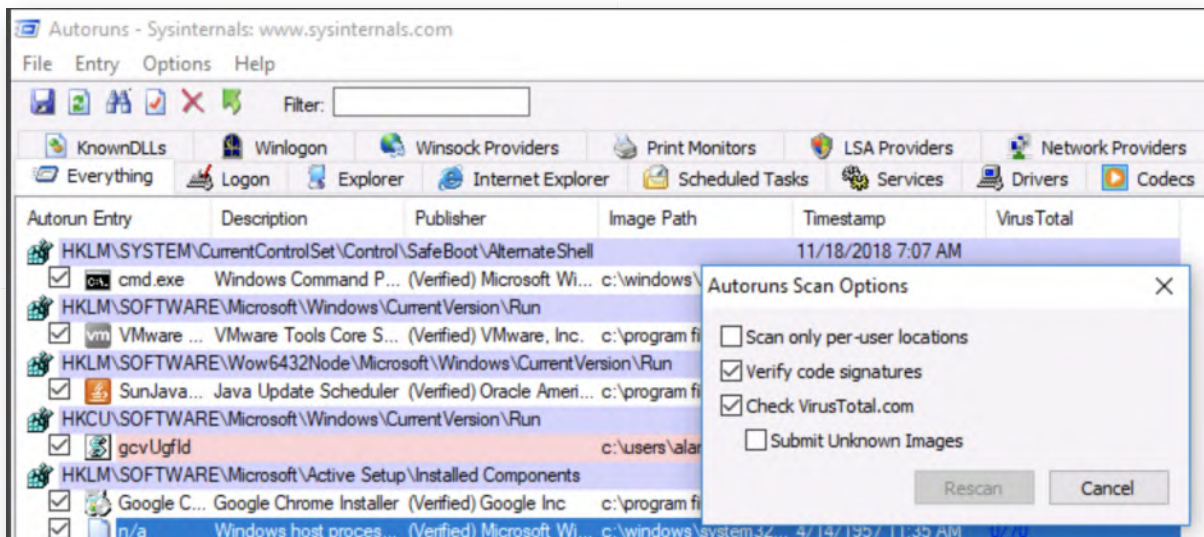 Autoruns - Sysinternals: www.sysinternals.com
File Entry Options Help
Filter:
KnownDLLs Winlogon Winsock Providers Print Monitors LSA Providers Network Providers
Everything Logon Explorer Internet Explorer Scheduled Tasks Services Drivers Codecs
Autorun Entry Description Publisher Image Path Timestamp VirusTotal
HKLM\SYSTEM\CurrentControlSet\Control\SafeBoot\AlternateShell 11/18/2018 7:07 AM
cmd.exe Windows Command P... (Verified) Microsoft Wi... c:\windows\
HKLM\SOFTWARE\Microsoft\Windows\CurrentVersion\Run
VMware ... VMware Tools Core S... (Verified) VMware, Inc. c:\program fi
HKLM\SOFTWARE\Wow6432Node\Microsoft\Windows\CurrentVersion\Run
SunJava... Java Update Scheduler (Verified) Oracle Ameri... c:\program fi
HKCU\SOFTWARE\Microsoft\Windows\CurrentVersion\Run
gcvUgfld c:\users\alar
HKLM\SOFTWARE\Microsoft\Active Setup\Installed Components
Google C... Google Chrome Installer (Verified) Google Inc c:\program fi
n/a Windows host proces... (Verified) Microsoft Wi... c:\windows\system32... 4/14/1957 11:35 AM 0/70
Autoruns Scan Options
Scan only per-user locations
Verify code signatures
Check VirusTotal.com
Submit Unknown Images
Rescan Cancel